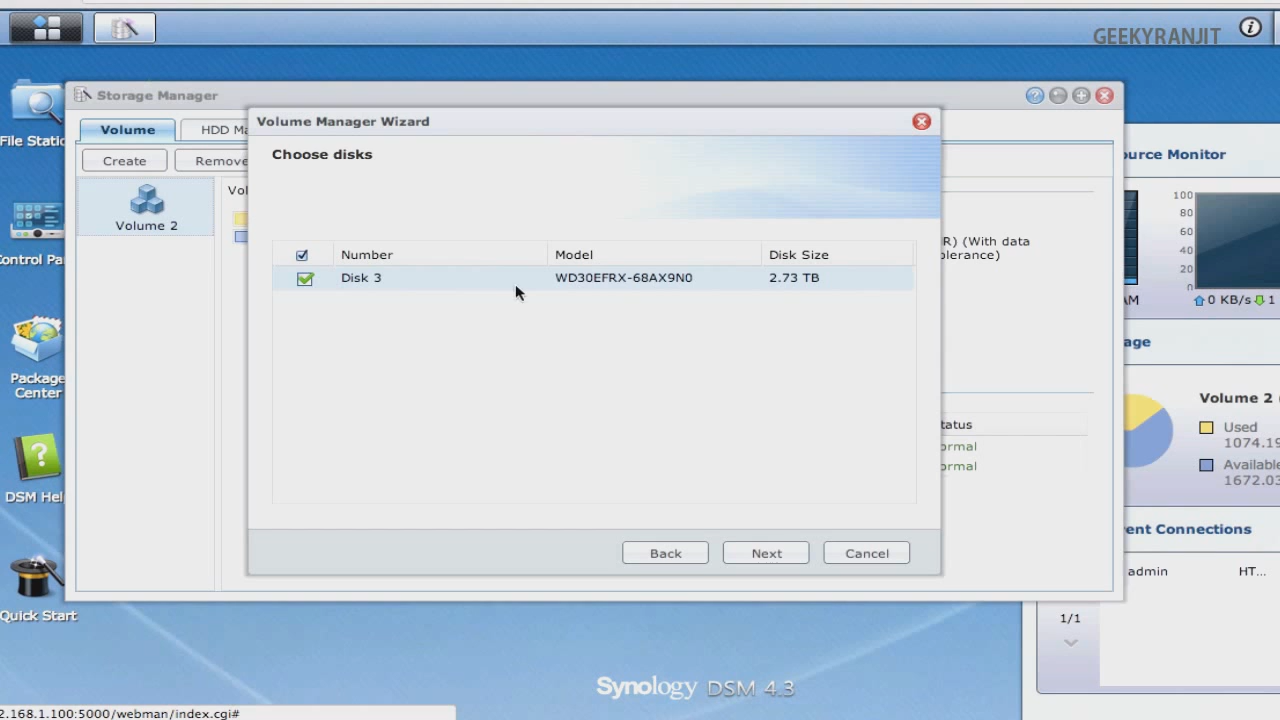 GEEKYRANJIT
Storage Manager
Volume Manager Wizard
Volume
HDD Ma
Choose disks
Create
Remove
Volume 2
Vol
Number
Model
Disk Size
Disk 3
WD30EFRX-68AX9N0
2.73 TB
R) (With data
olerance)
tatus
ormal
ormal
Back
Next
Cancel
File Static
Control Pa
Package
Center
DSM Hel
Quick Start
ource Monitor
100
80
60
40
20
0
AM
0 KB/s
1
age
Volume 2 (
Used
1074.19
Available
1672.03
ent Connections
admin
HT...
1/1
Synology DSM 4.3
2.168.1.100:5000/webman/index.cgi#